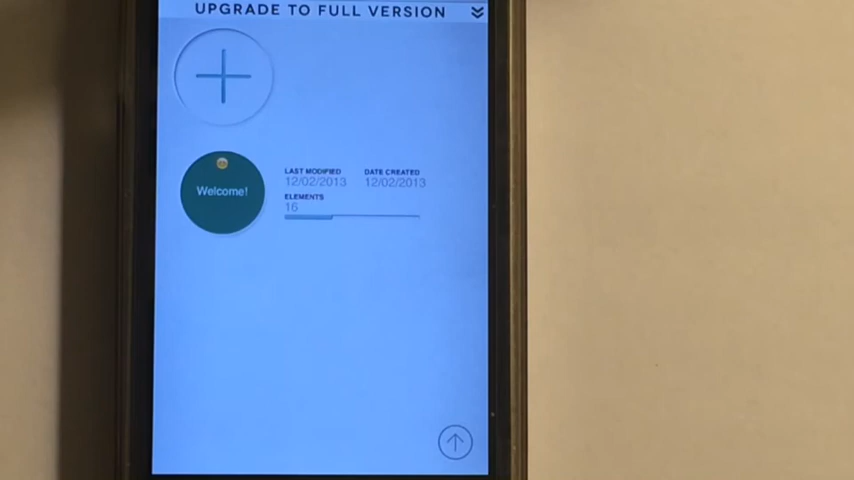 UPGRADE TO FULL VERSION
Welcome!
LAST MODIFIED DATE CREATED
12/02/2013 12/02/2013
ELEMENTS
16